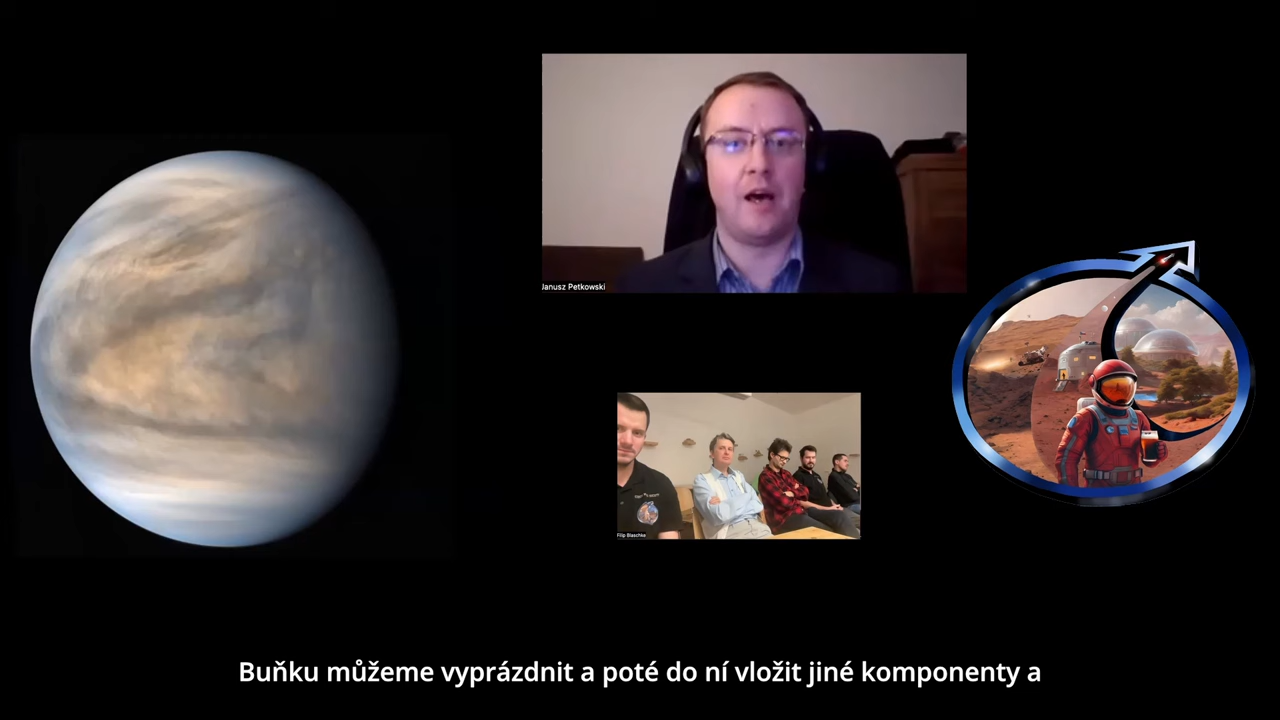 Janusz Petkowski
Filip Blaschke
Buňku můžeme vyprázdnit a poté do ní vložit jiné komponenty a